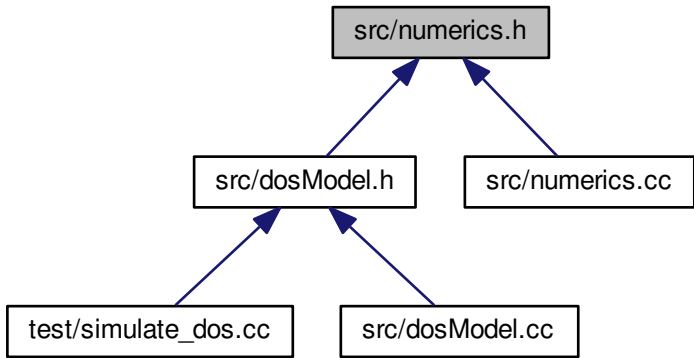 src/numerics.h
src/dosModel.h
src/numerics.cc
test/simulate_dos.cc
src/dosModel.cc